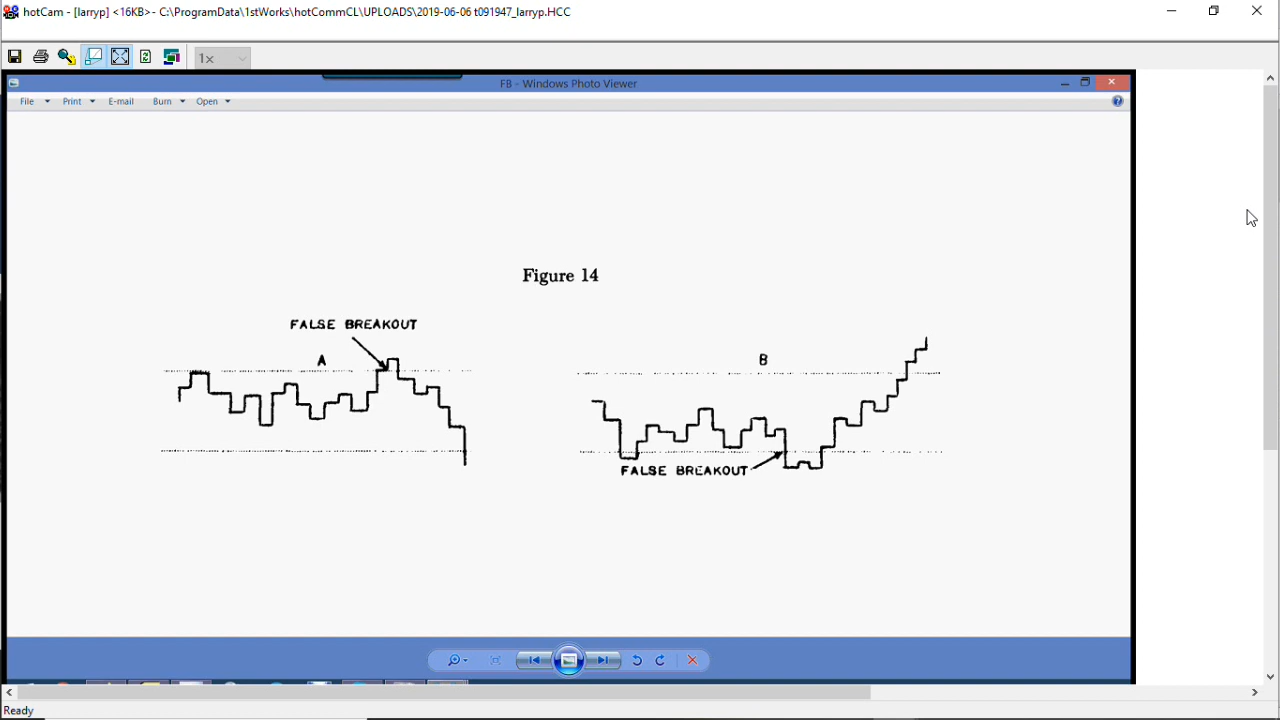 hotCam - [larryp] <16KB>- C:\ProgramData\1stWorks\hotCommCL\UPLOADS\2019-06-06 t091947_larryp.HCC
1x
FB - Windows Photo Viewer
File Print E-mail Burn Open
Figure 14
FALSE BREAKOUT
A
B
FALSE BREAKOUT
Ready